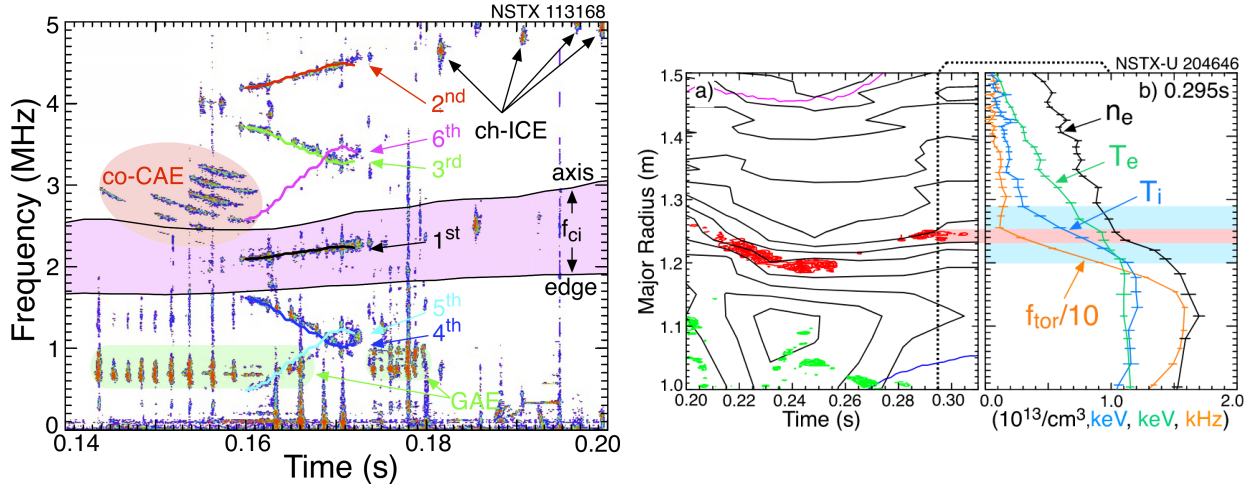 NSTX 113168
5
4
3
2
1
0
Frequency (MHz)
2nd
ch-ICE
6th
3rd
co-CAE
axis
fci
1st
edge
5th
4th
GAE
0.14
0.16
0.18
0.20
Time (s)
NSTX-U 204646
a)
1.5
1.4
1.3
1.2
1.1
1.0
Major Radius (m)
0.20
0.22
0.24
0.26
0.28
0.30
Time (s)
b) 0.295s
ne
Te
Ti
ftor/10
0.0
1.0
2.0
(10¹³/cm³,keV, keV, kHz)